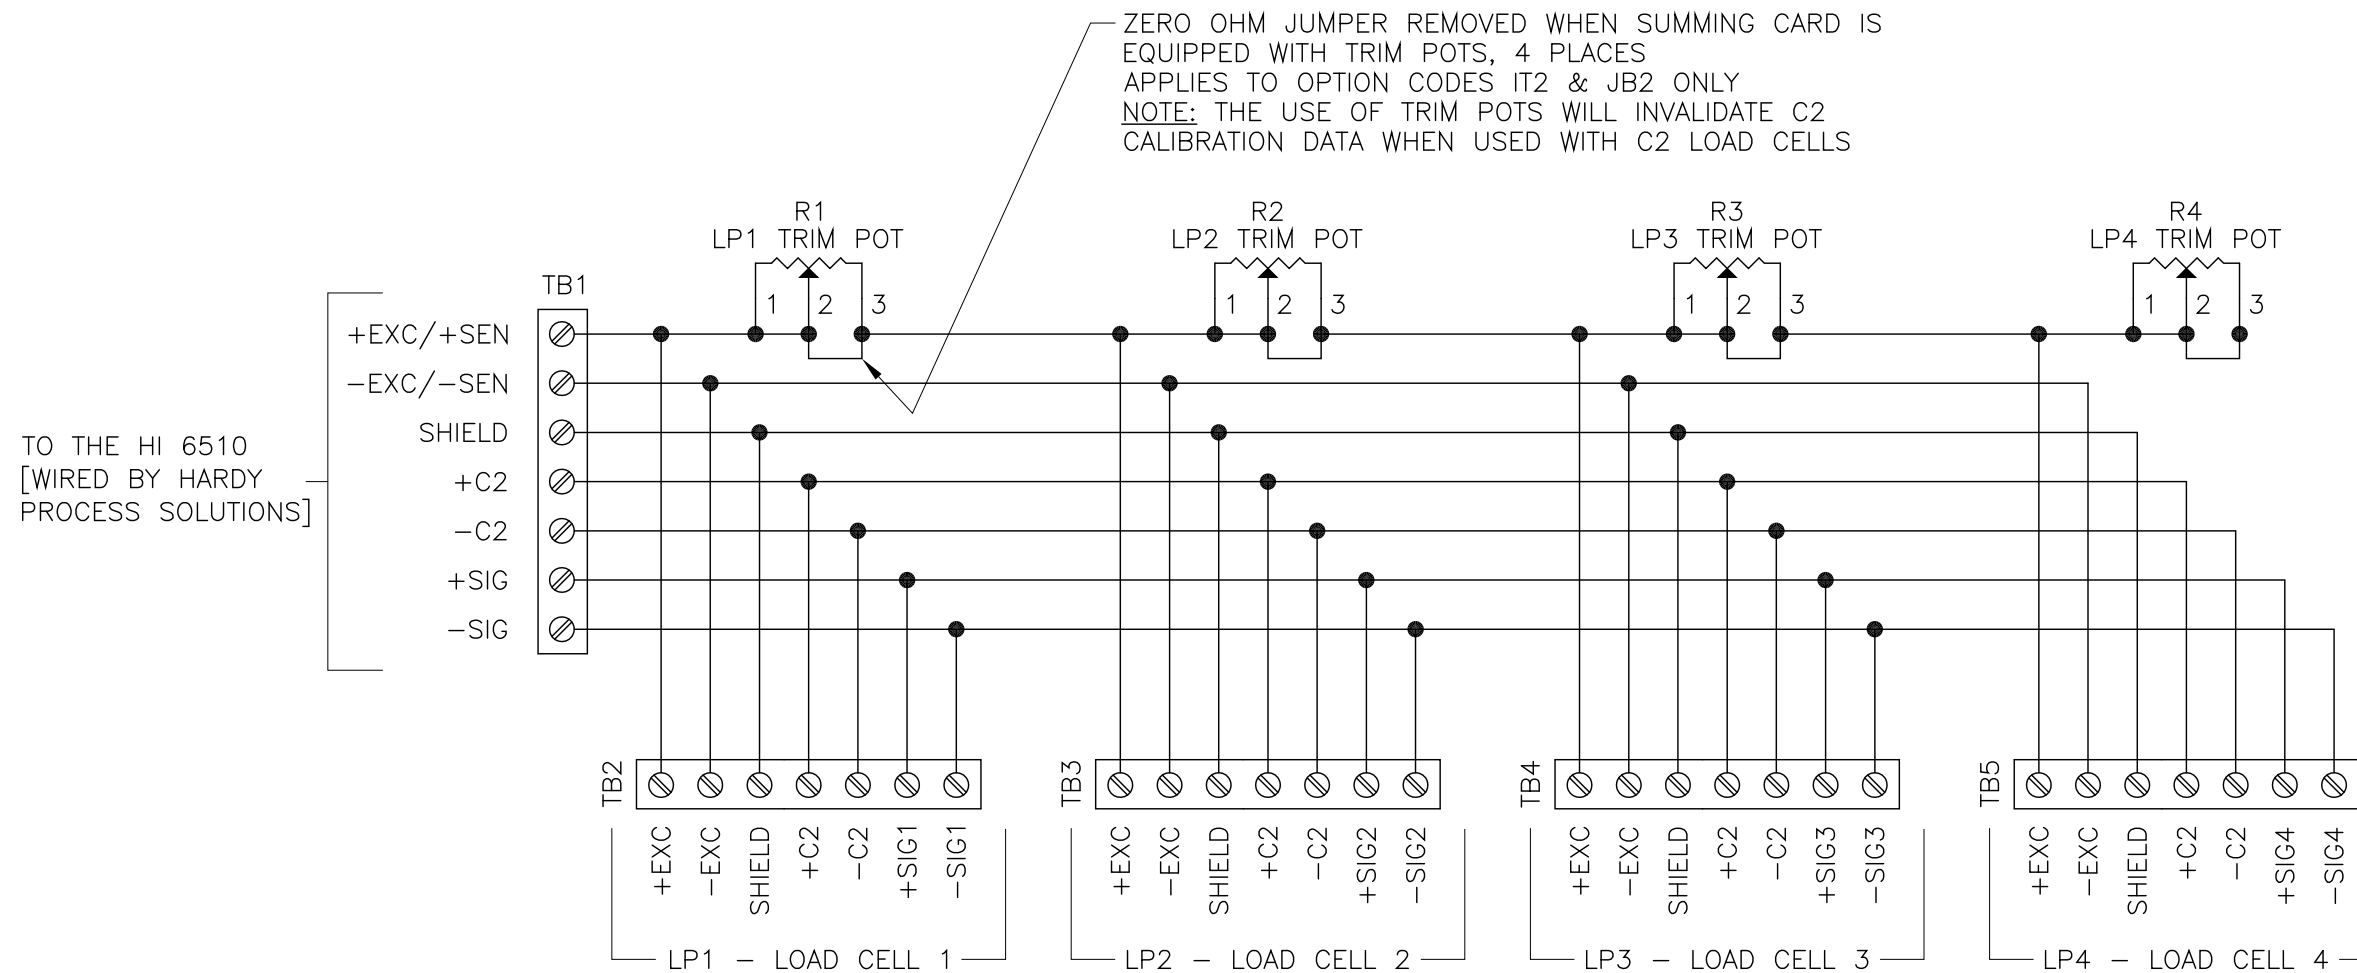 ZERO OHM JUMPER REMOVED WHEN SUMMING CARD IS
EQUIPPED WITH TRIM POTS, 4 PLACES
APPLIES TO OPTION CODES IT2 & JB2 ONLY
NOTE: THE USE OF TRIM POTS WILL INVALIDATE C2
CALIBRATION DATA WHEN USED WITH C2 LOAD CELLS
R1
LP1 TRIM POT
1 2 3
R2
LP2 TRIM POT
1 2 3
R3
LP3 TRIM POT
1 2 3
R4
LP4 TRIM POT
1 2 3
TB1
+EXC/+SEN
-EXC/-SEN
SHIELD
+C2
-C2
+SIG
-SIG
TO THE HI 6510
[WIRED BY HARDY
PROCESS SOLUTIONS]
TB2
+EXC
-EXC
SHIELD
+C2
-C2
+SIG1
-SIG1
LP1 - LOAD CELL 1
TB3
+EXC
-EXC
SHIELD
+C2
-C2
+SIG2
-SIG2
LP2 - LOAD CELL 2
TB4
+EXC
-EXC
SHIELD
+C2
-C2
+SIG3
-SIG3
LP3 - LOAD CELL 3
TB5
+EXC
-EXC
SHIELD
+C2
-C2
+SIG4
-SIG4
LP4 - LOAD CELL 4